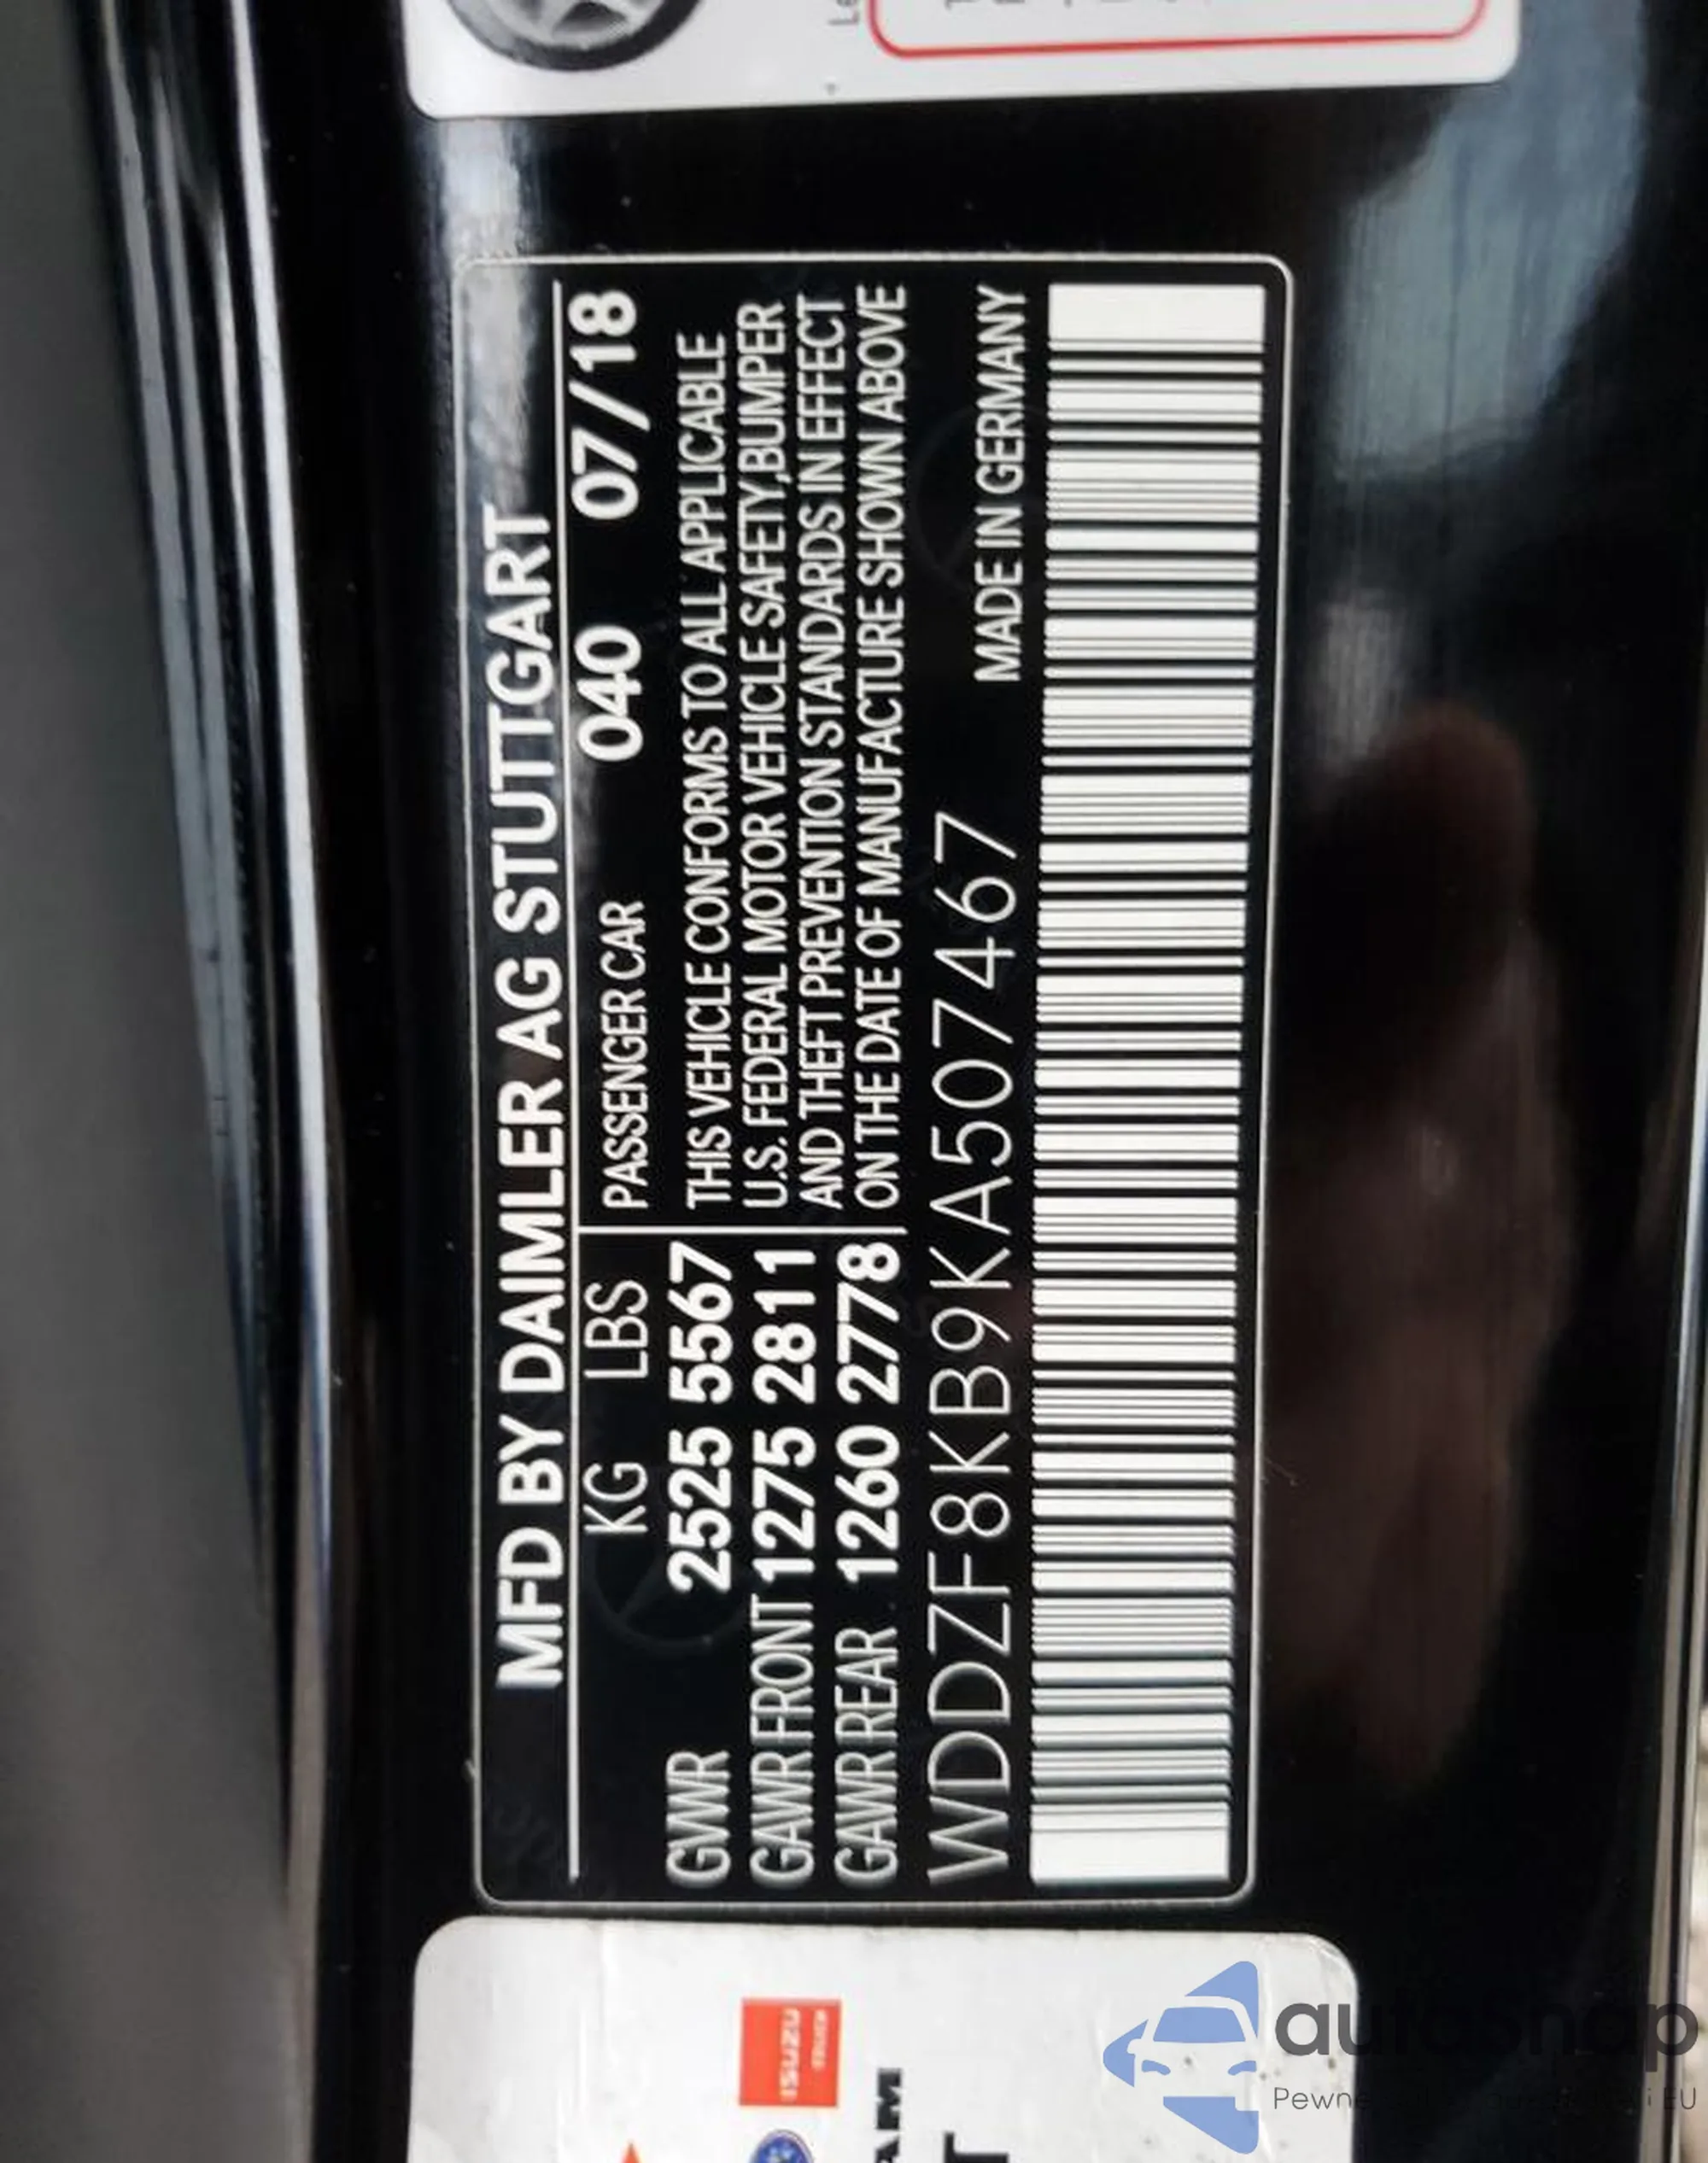 MFD BY DAIMLER AG STUTTGART
KG LBS
PASSENGER CAR 040 07/18
GVWR 2525 5567
GAWR FRONT 1275 2811
GAWR REAR 1260 2778
THIS VEHICLE CONFORMS TO ALL APPLICABLE
U.S. FEDERAL MOTOR VEHICLE SAFETY,BUMPER
AND THEFT PREVENTION STANDARDS IN EFFECT
ON THE DATE OF MANUFACTURE SHOWN ABOVE
WDDZF8KB9KA507467
MADE IN GERMANY
autosnap
EU